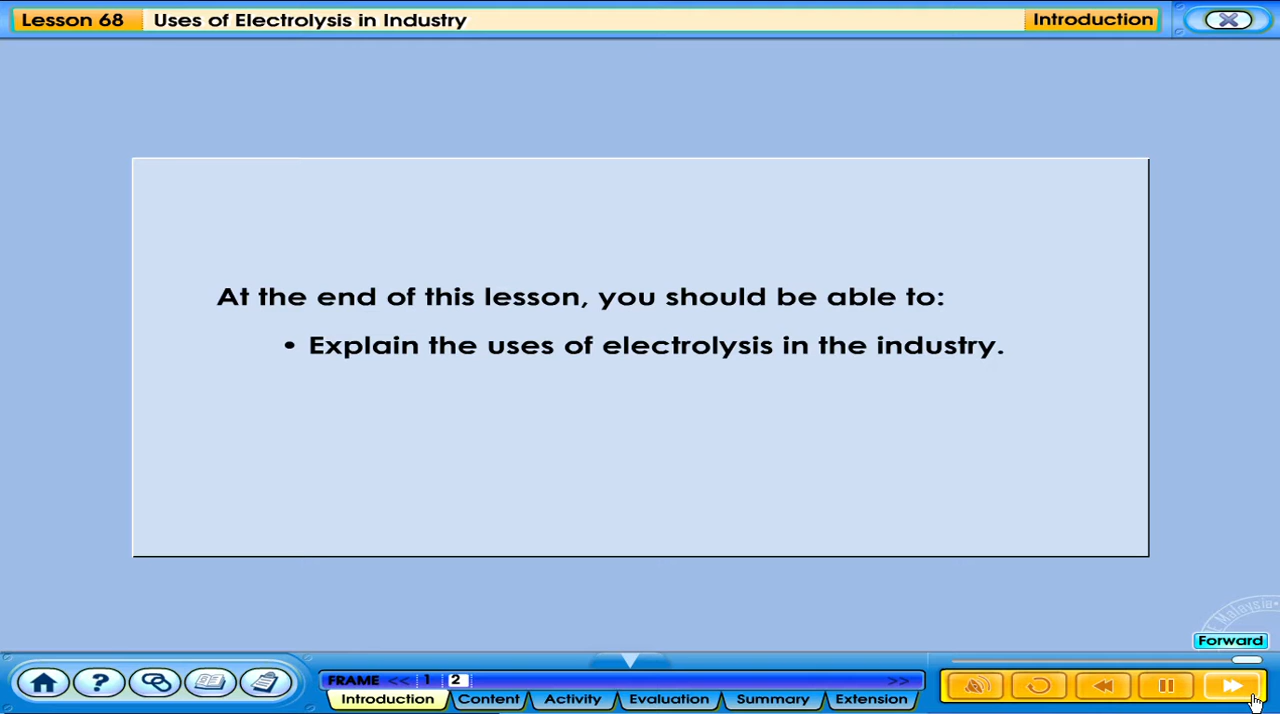 Lesson 68 Uses of Electrolysis in Industry Introduction
At the end of this lesson, you should be able to:
• Explain the uses of electrolysis in the industry.
Malaysia
Forward
FRAME << 1 2 >>
Introduction Content Activity Evaluation Summary Extension